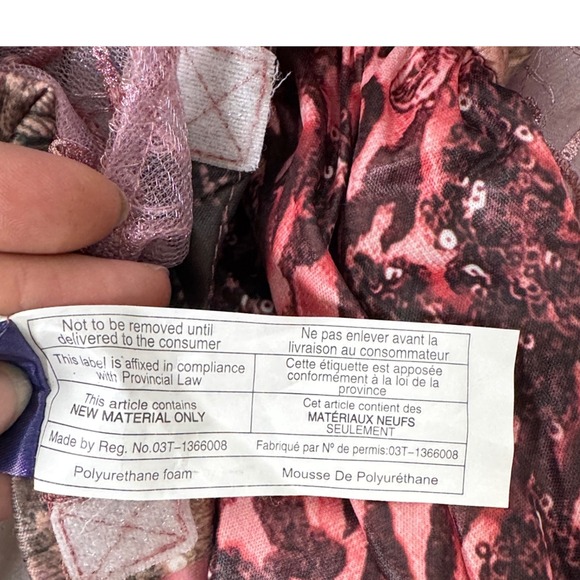 Not to be removed until
delivered to the consumer
Ne pas enlever avant la
livraison au consommateur
This label is affixed in compliance
with Provincial Law
Cette étiquette est apposée
conformément à la loi de la
province
This article contains
NEW MATERIAL ONLY
Cet article contient des
MATÉRIAUX NEUFS
SEULEMENT
Made by Reg. No.03T-1366008
Fabriqué par Nº de permis:03T-1366008
Polyurethane foam
Mousse De Polyuréthane